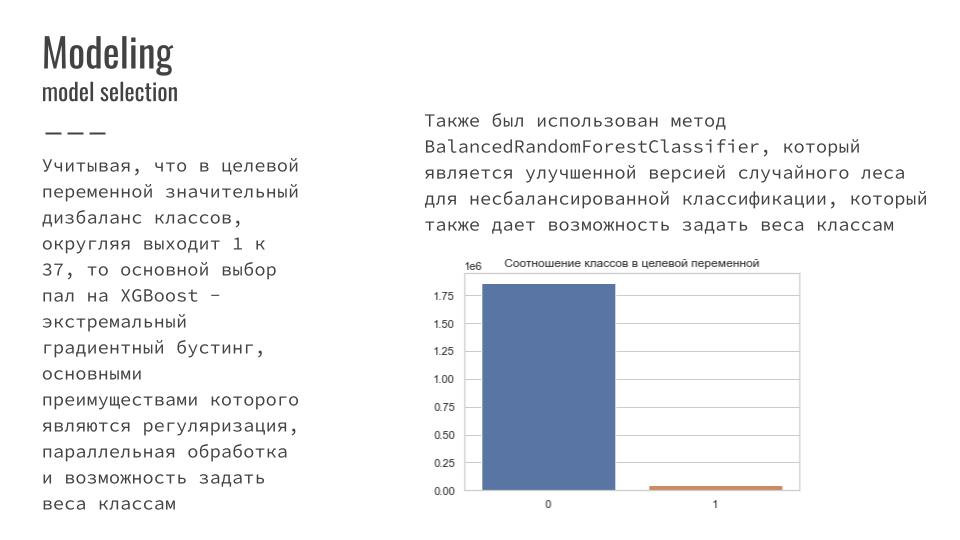 Modeling
model selection
Учитывая, что в целевой
переменной значительный
дизбаланс классов,
округляя выходит 1 к
37, то основной выбор
пал на XGBoost –
экстремальный
градиентный бустинг,
основными
преимуществами которого
являются регуляризация,
параллельная обработка
и возможность задать
веса классам
Также был использован метод
BalancedRandomForestClassifier, который
является улучшенной версией случайного леса
для несбалансированной классификации, который
также дает возможность задать веса классам
1e6
Соотношение классов в целевой переменной
1.75
1.50
1.25
1.00
0.75
0.50
0.25
0.00
0
1